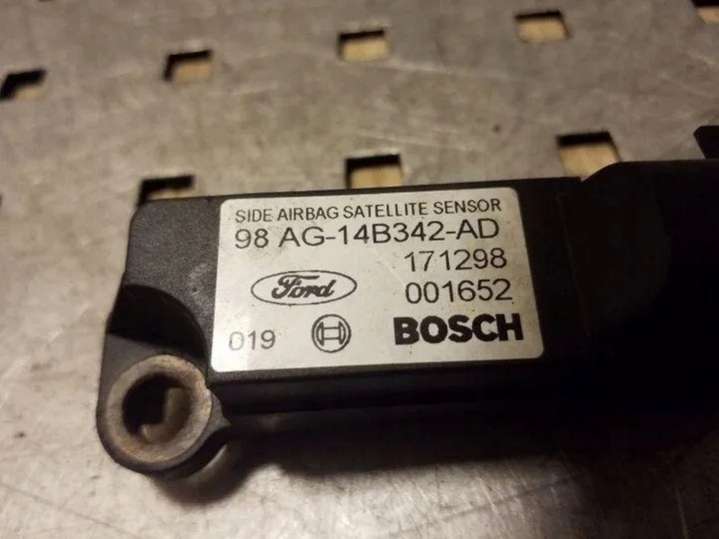 SIDE AIRBAG SATELLITE SENSOR
98 AG-14B342-AD
171298
Ford 001652
019 BOSCH